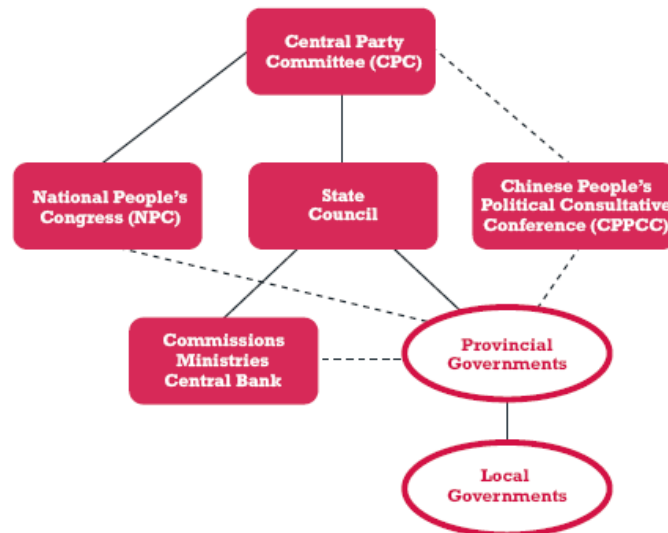 Central Party
Committee (CPC)
National People's
Congress (NPC)
State
Council
Chinese People's
Political Consultative
Conference (CPPCC)
Commissions
Ministries
Central Bank
Provincial
Governments
Local
Governments